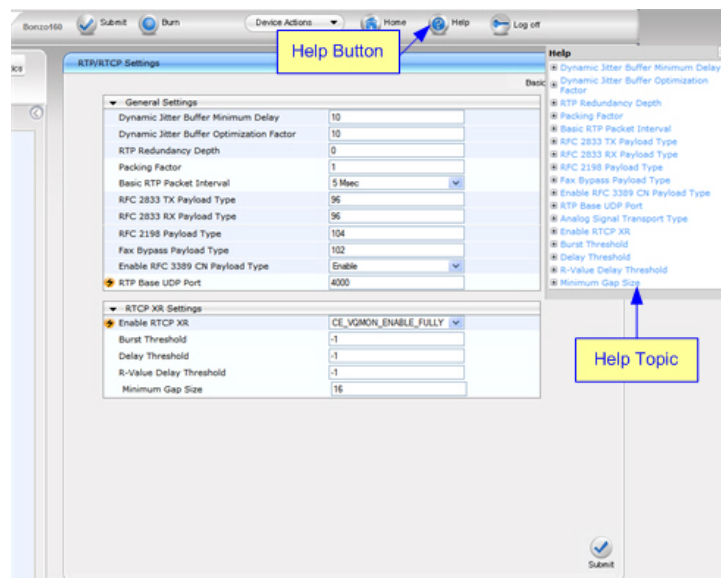 Bonzo160
Submit
Burn
Device Actions
Home
Help
Log off
Help Button
ics
RTP/RTCP Settings
Basic
General Settings
Dynamic Jitter Buffer Minimum Delay 10
Dynamic Jitter Buffer Optimization Factor 10
RTP Redundancy Depth 0
Packing Factor 1
Basic RTP Packet Interval 5 Msec
RFC 2833 TX Payload Type 96
RFC 2833 RX Payload Type 96
RFC 2198 Payload Type 104
Fax Bypass Payload Type 102
Enable RFC 3389 CN Payload Type Enable
RTP Base UDP Port 4000
RTCP XR Settings
Enable RTCP XR CE_VQMON_ENABLE_FULLY
Burst Threshold -1
Delay Threshold -1
R-Value Delay Threshold -1
Minimum Gap Size 16
Help
Dynamic Jitter Buffer Minimum Delay
Dynamic Jitter Buffer Optimization
Factor
RTP Redundancy Depth
Packing Factor
Basic RTP Packet Interval
RFC 2833 TX Payload Type
RFC 2833 RX Payload Type
RFC 2198 Payload Type
Fax Bypass Payload Type
Enable RFC 3389 CN Payload Type
RTP Base UDP Port
Analog Signal Transport Type
Enable RTCP XR
Burst Threshold
Delay Threshold
R-Value Delay Threshold
Minimum Gap Size
Help Topic
Submit